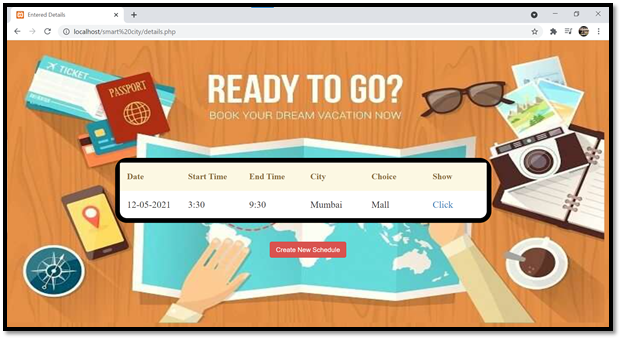 Entered Details
localhost/smart%20city/details.php
TICKET
PASSPORT
READY TO GO?
BOOK YOUR DREAM VACATION NOW
Date Start Time End Time City Choice Show
12-05-2021 3:30 9:30 Mumbai Mall Click
Create New Schedule